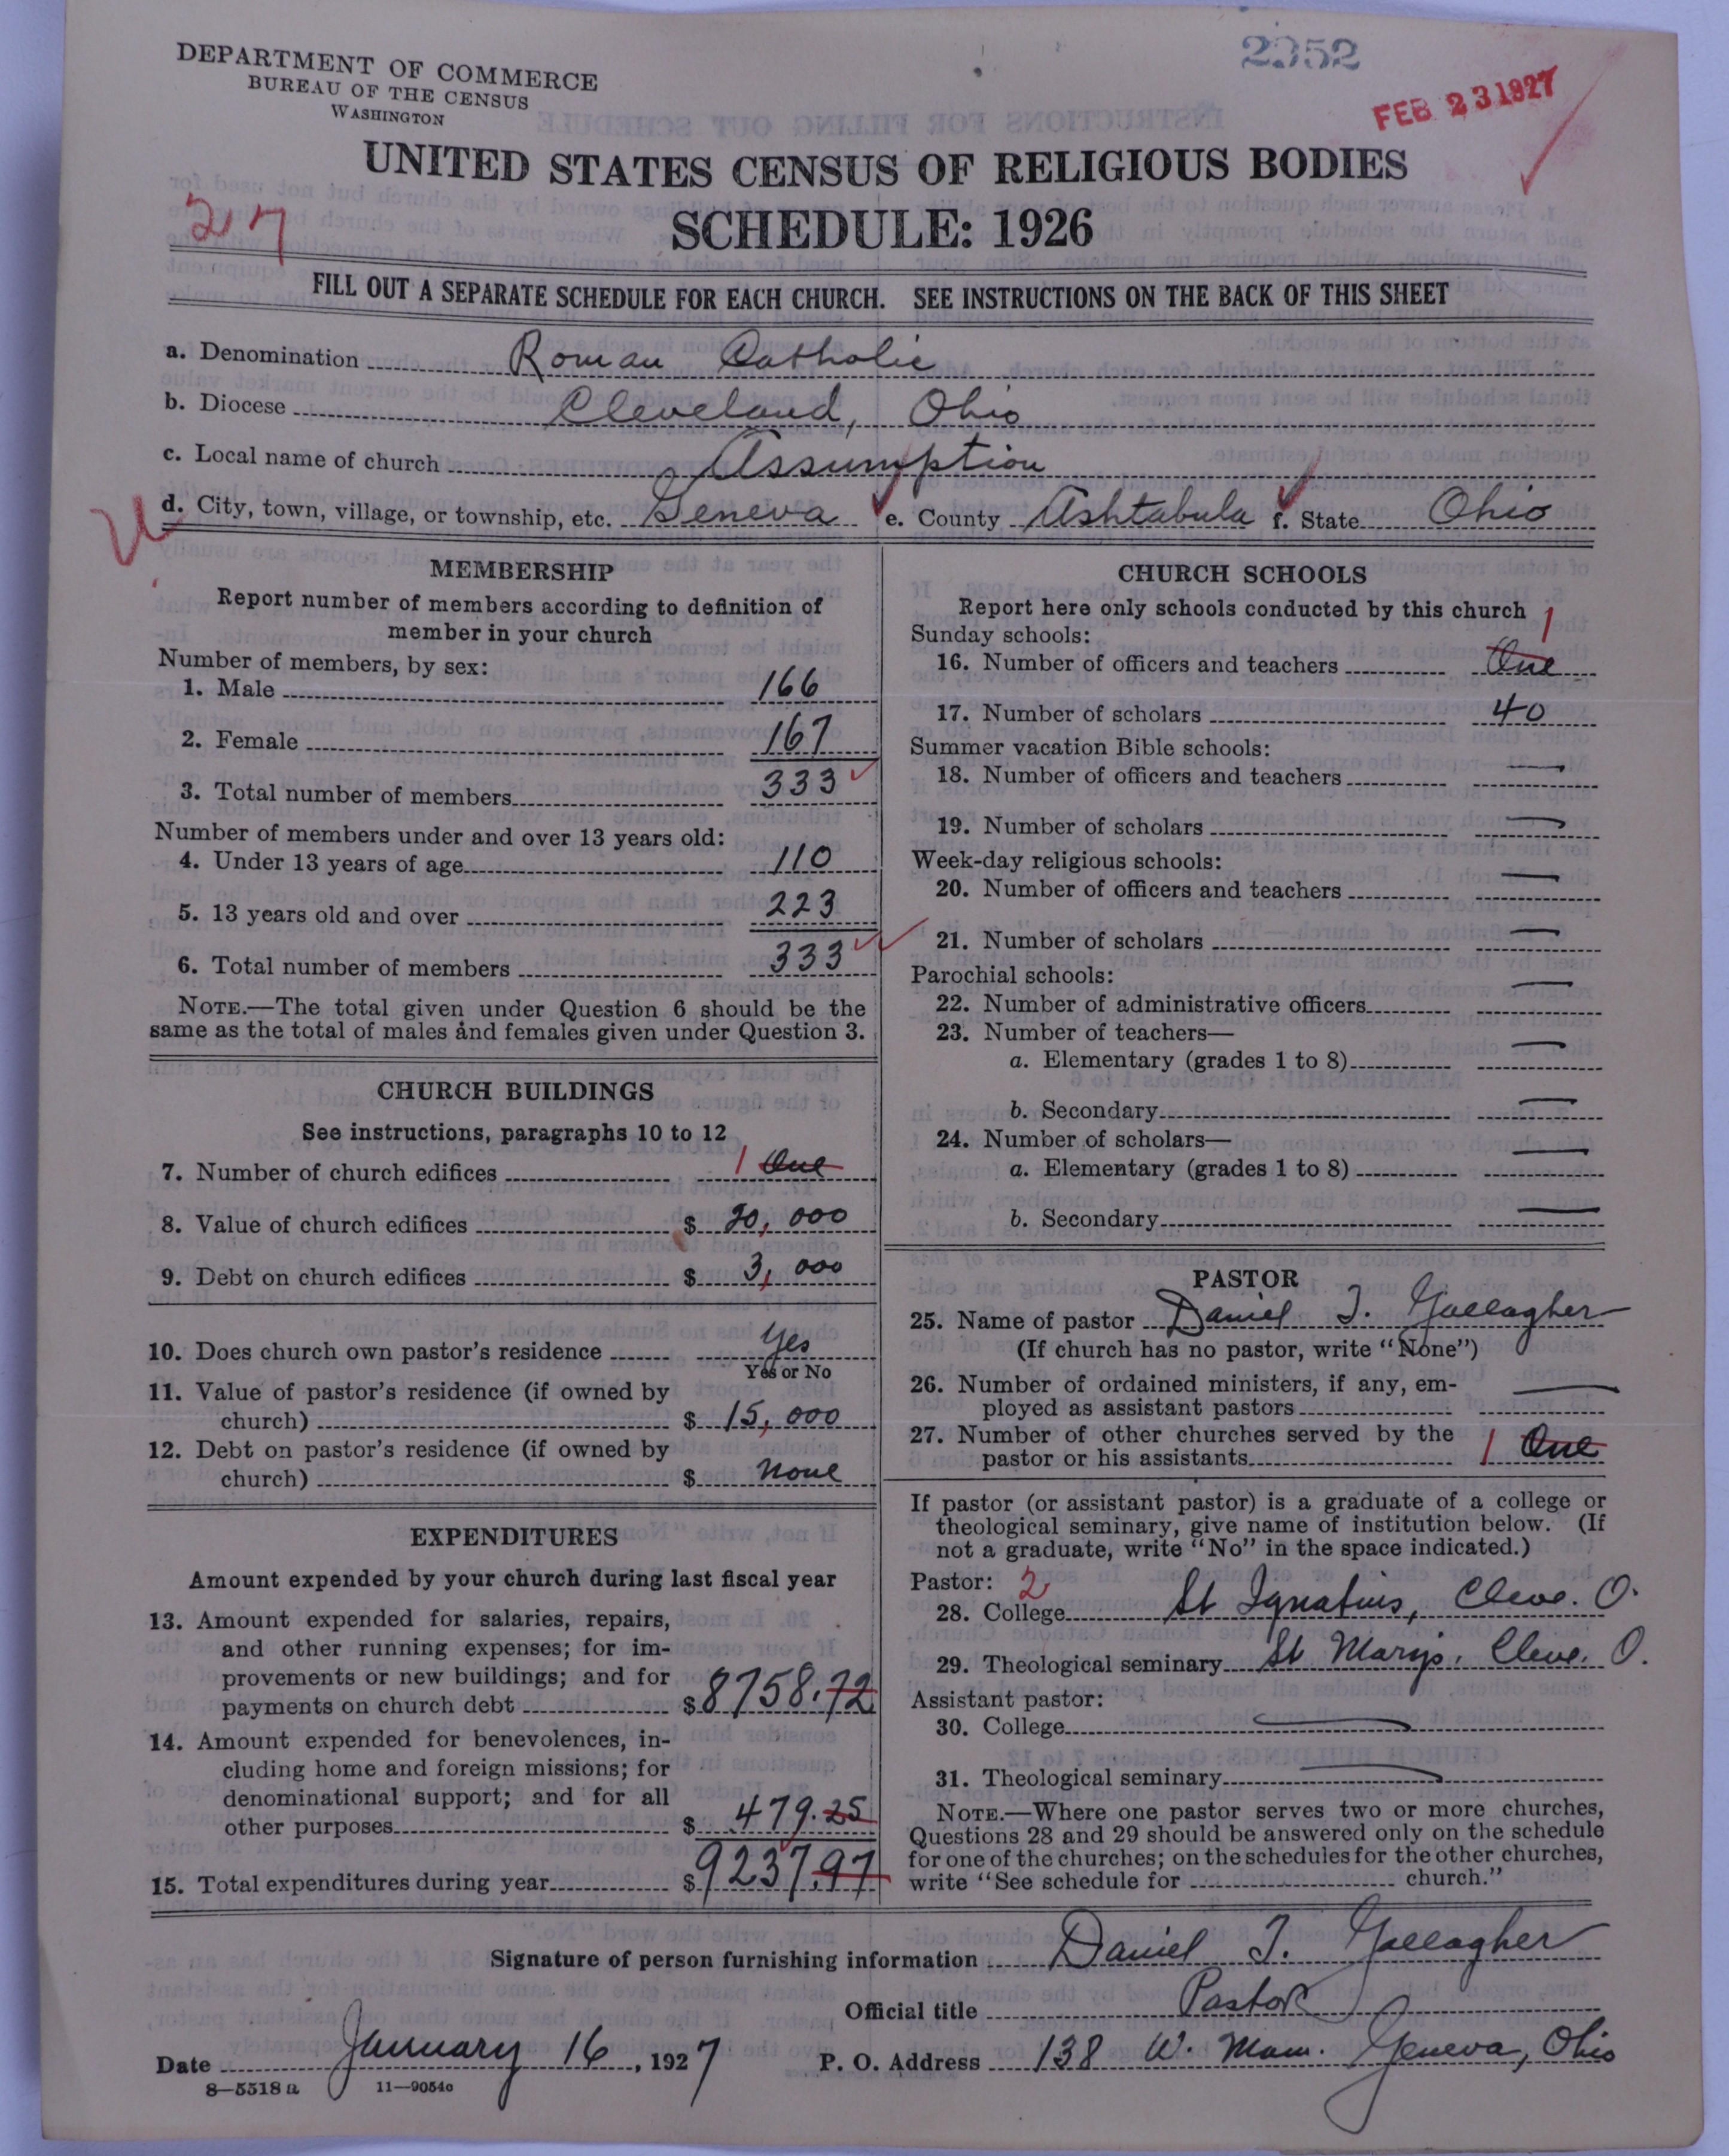 DEPARTMENT OF COMMERCE
BUREAU OF THE CENSUS
WASHINGTON
2352
FEB 23 1927
UNITED STATES CENSUS OF RELIGIOUS BODIES
217
SCHEDULE: 1926
FILL OUT A SEPARATE SCHEDULE FOR EACH CHURCH. SEE INSTRUCTIONS ON THE BACK OF THIS SHEET
a. Denomination Roman Catholic
b. Diocese Cleveland, Ohio
c. Local name of church Assumption
d. City, town, village, or township, etc. Geneva e. County Ashtabula f. State Ohio
MEMBERSHIP
Report number of members according to definition of
member in your church
Number of members, by sex:
1. Male 166
2. Female 167
3. Total number of members 333
Number of members under and over 13 years old:
4. Under 13 years of age 110
5. 13 years old and over 223
6. Total number of members 333
NOTE.—The total given under Question 6 should be the
same as the total of males and females given under Question 3.
CHURCH BUILDINGS
See instructions, paragraphs 10 to 12
7. Number of church edifices 1 One
8. Value of church edifices $ 20,000
9. Debt on church edifices $ 3,000
10. Does church own pastor's residence Yes
Yes or No
11. Value of pastor's residence (if owned by
church) $ 15,000
12. Debt on pastor's residence (if owned by
church) $ none
EXPENDITURES
Amount expended by your church during last fiscal year
13. Amount expended for salaries, repairs,
and other running expenses; for im-
provements or new buildings; and for
payments on church debt $ 8758.72
14. Amount expended for benevolences, in-
cluding home and foreign missions; for
denominational support; and for all
other purposes $ 479.25
15. Total expenditures during year $ 9237.97
CHURCH SCHOOLS
Report here only schools conducted by this church
Sunday schools: 1
16. Number of officers and teachers One
17. Number of scholars 40
Summer vacation Bible schools:
18. Number of officers and teachers —
19. Number of scholars —
Week-day religious schools:
20. Number of officers and teachers —
21. Number of scholars —
Parochial schools:
22. Number of administrative officers —
23. Number of teachers—
a. Elementary (grades 1 to 8) —
b. Secondary —
24. Number of scholars—
a. Elementary (grades 1 to 8) —
b. Secondary —
PASTOR
25. Name of pastor Daniel J. Gallagher
(If church has no pastor, write "None")
26. Number of ordained ministers, if any, em-
ployed as assistant pastors —
27. Number of other churches served by the
pastor or his assistants 1 One
If pastor (or assistant pastor) is a graduate of a college or
theological seminary, give name of institution below. (If
not a graduate, write "No" in the space indicated.)
Pastor: 2
28. College St Ignatius, Cleve. O.
29. Theological seminary St Marys, Cleve. O.
Assistant pastor:
30. College —
31. Theological seminary —
NOTE.—Where one pastor serves two or more churches,
Questions 28 and 29 should be answered only on the schedule
for one of the churches; on the schedules for the other churches,
write "See schedule for church."
Signature of person furnishing information Daniel J. Gallagher
Official title Pastor
Date January 16, 1927 P. O. Address 138 W. Main. Geneva, Ohio
8—5518 a 11—9054c